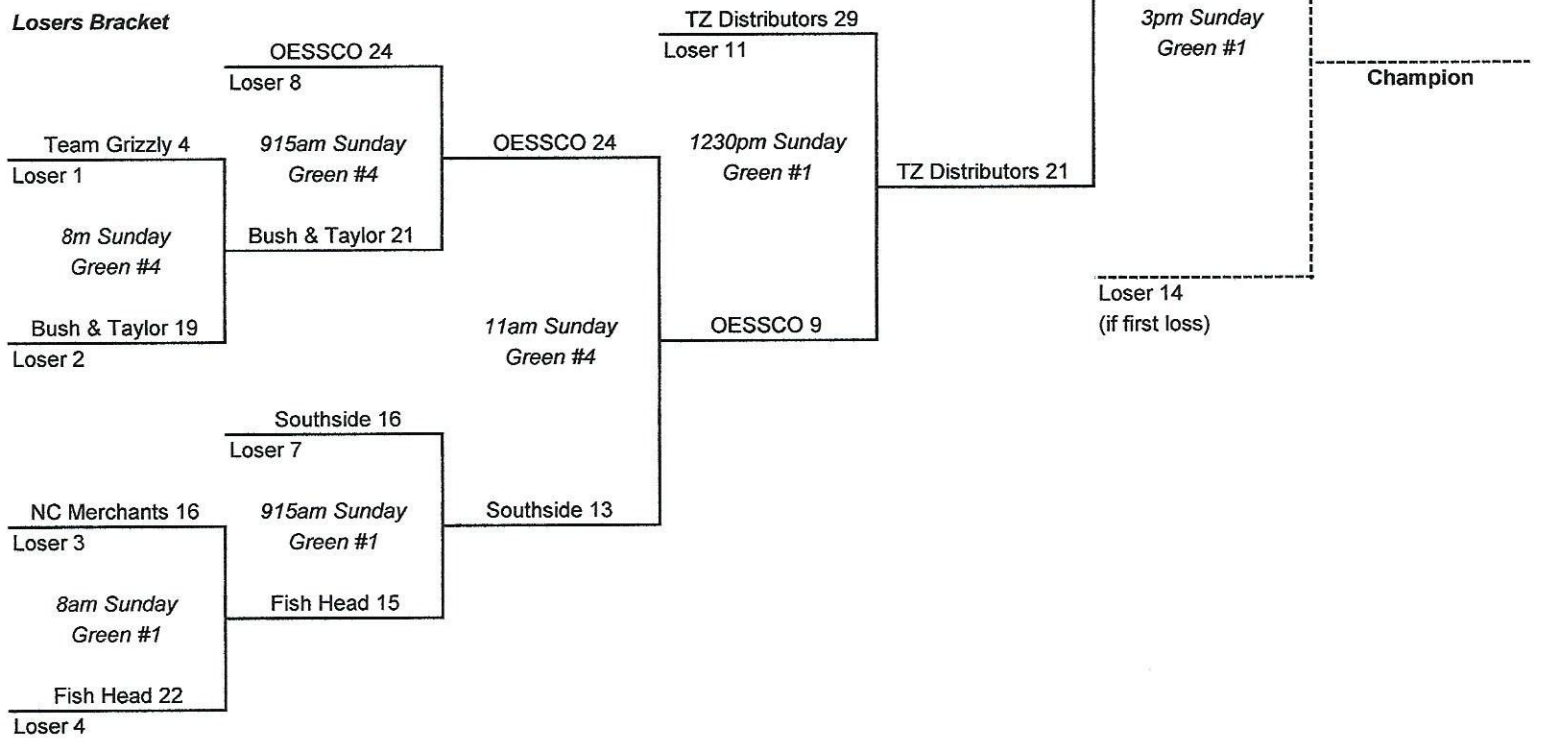 Losers Bracket
OESSCO 24
Loser 8
Team Grizzly 4
Loser 1
915am Sunday
Green #4
8m Sunday
Green #4
Bush & Taylor 21
Bush & Taylor 19
Loser 2
OESSCO 24
11am Sunday
Green #4
Southside 16
Loser 7
NC Merchants 16
Loser 3
915am Sunday
Green #1
8am Sunday
Green #1
Fish Head 15
Fish Head 22
Loser 4
Southside 13
TZ Distributors 29
Loser 11
1230pm Sunday
Green #1
OESSCO 9
TZ Distributors 21
3pm Sunday
Green #1
Loser 14
(if first loss)
Champion